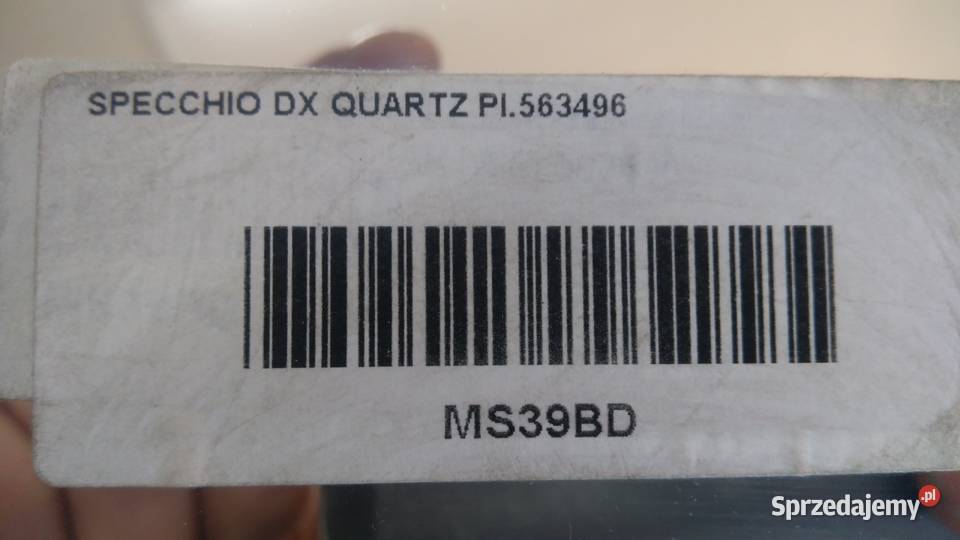 SPECCHIO DX QUARTZ PI.563496
MS39BD
Sprzedajemy.pl